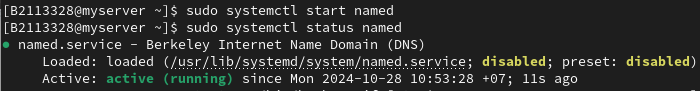 [B2113328@myserver ~]$ sudo systemctl start named
[B2113328@myserver ~]$ sudo systemctl status named
● named.service - Berkeley Internet Name Domain (DNS)
Loaded: loaded (/usr/lib/systemd/system/named.service; disabled; preset: disabled)
Active: active (running) since Mon 2024-10-28 10:53:28 +07; 11s ago